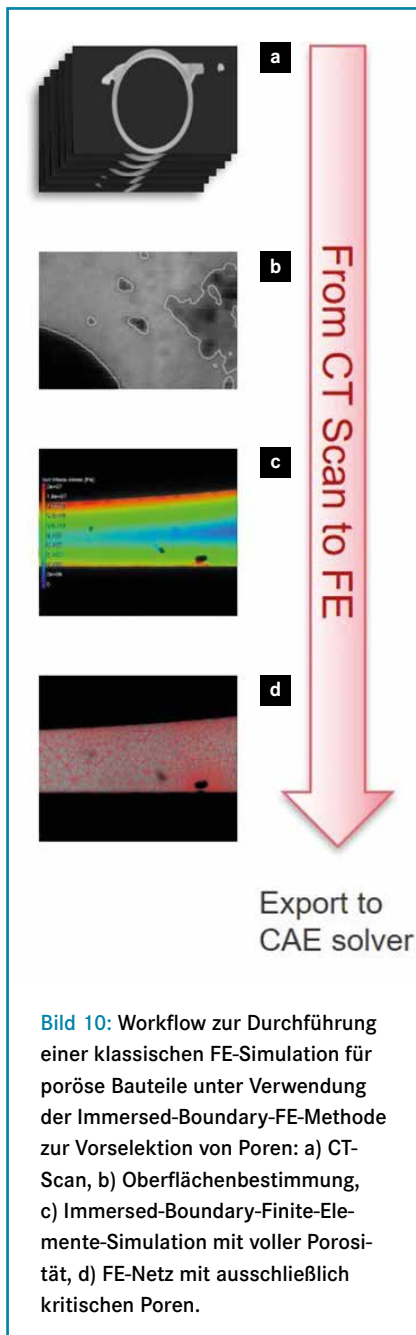 a
From CT Scan to FE
b
c
d
Export to
CAE solver
Bild 10: Workflow zur Durchführung
einer klassischen FE-Simulation für
poröse Bauteile unter Verwendung
der Immersed-Boundary-FE-Methode
zur Vorselektion von Poren: a) CT-
Scan, b) Oberflächenbestimmung,
c) Immersed-Boundary-Finite-Ele-
mente-Simulation mit voller Porosi-
tät, d) FE-Netz mit ausschließlich
kritischen Poren.